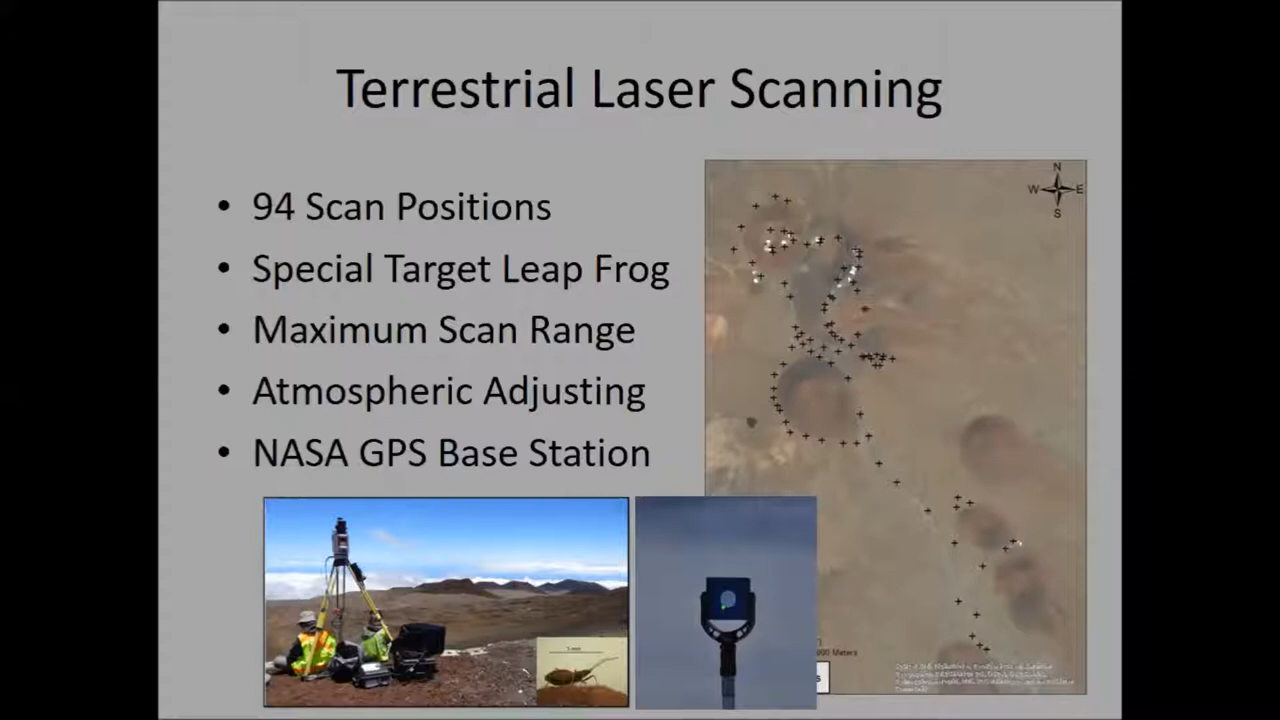 Terrestrial Laser Scanning
• 94 Scan Positions
• Special Target Leap Frog
• Maximum Scan Range
• Atmospheric Adjusting
• NASA GPS Base Station
N
W E
S
Meters